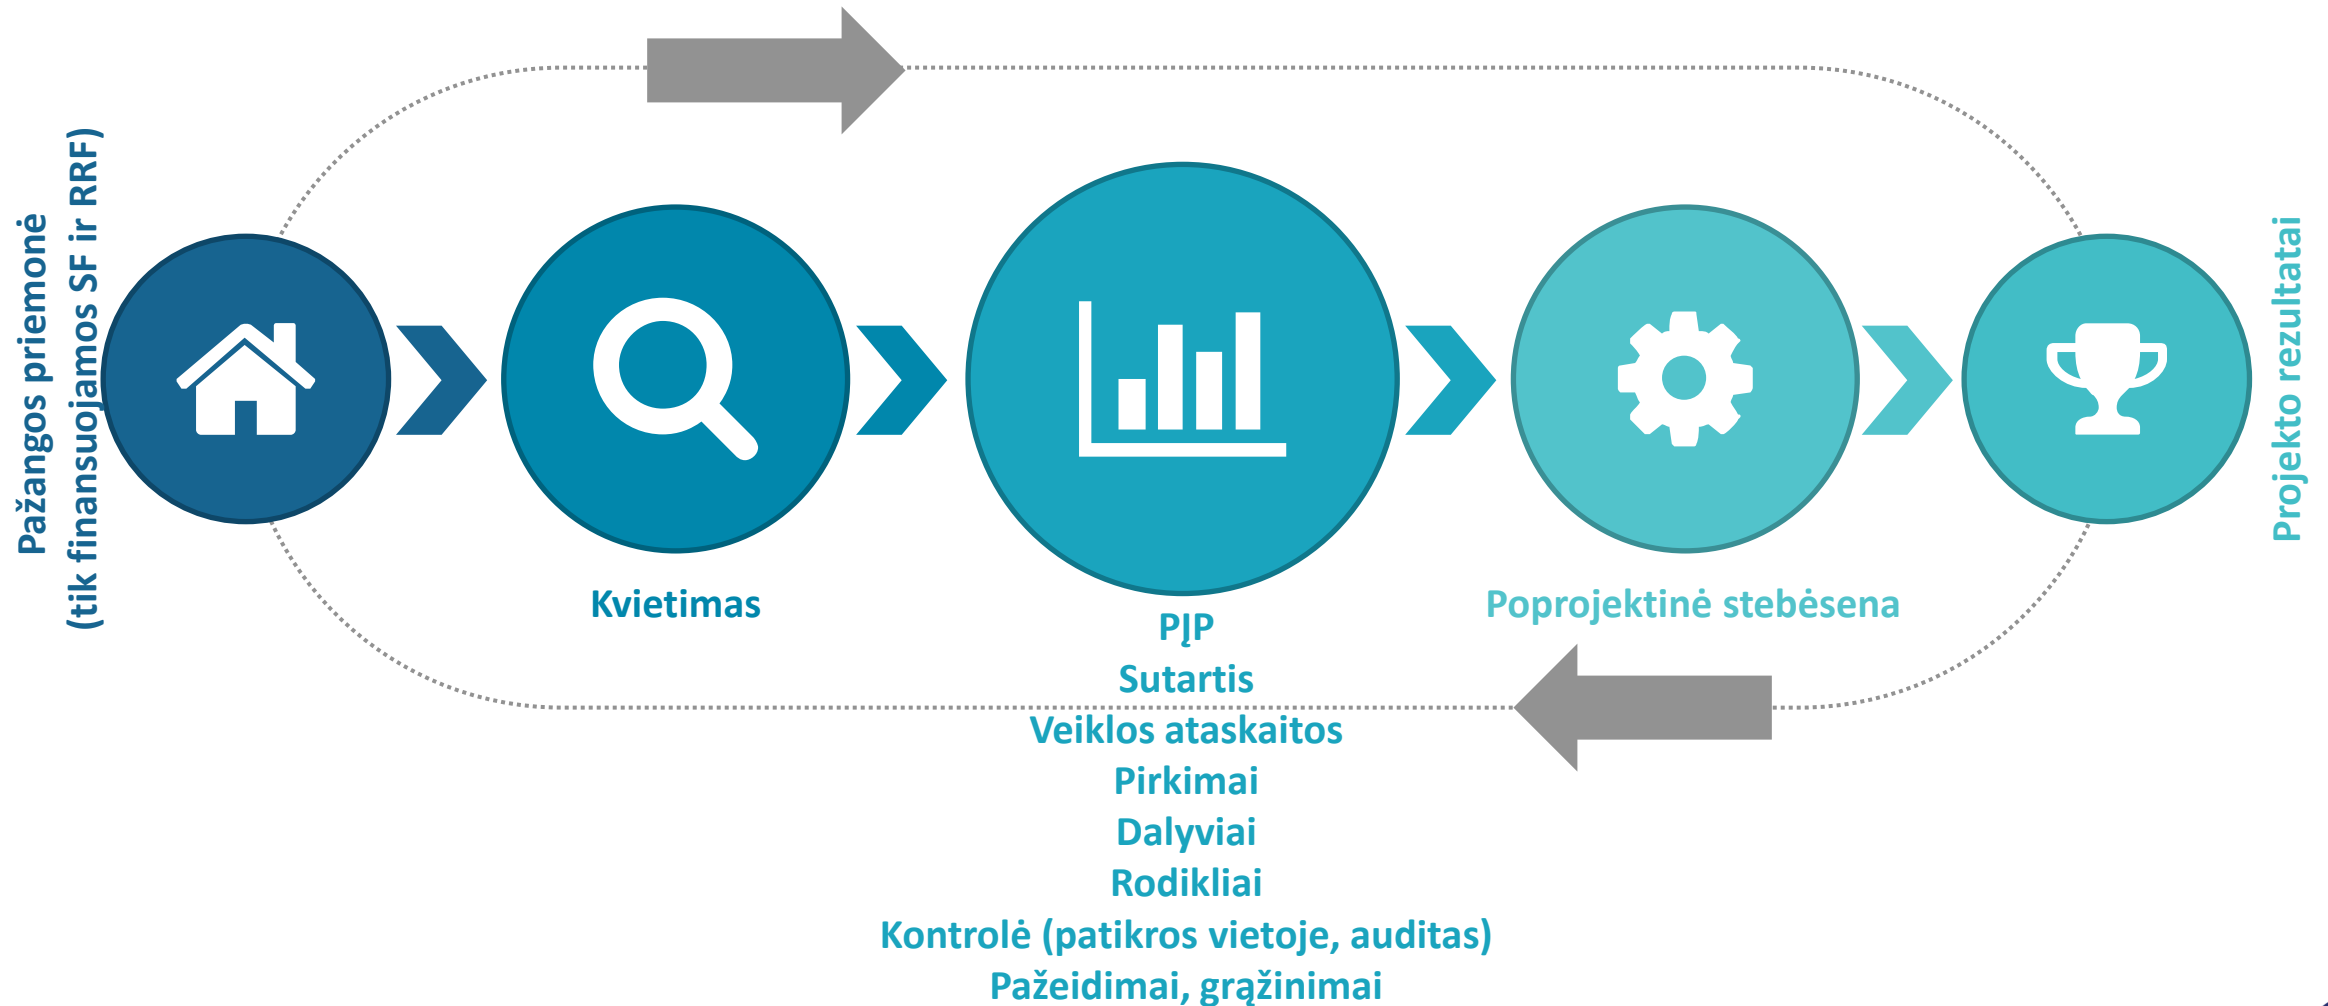 Pažangos priemonė
(tik finansuojamos SF ir RRF)
Kvietimas
PĮP
Sutartis
Veiklos ataskaitos
Pirkimai
Dalyviai
Rodikliai
Kontrolė (patikros vietoje, auditas)
Pažeidimai, grąžinimai
Poprojektinė stebėsena
Projekto rezultatai